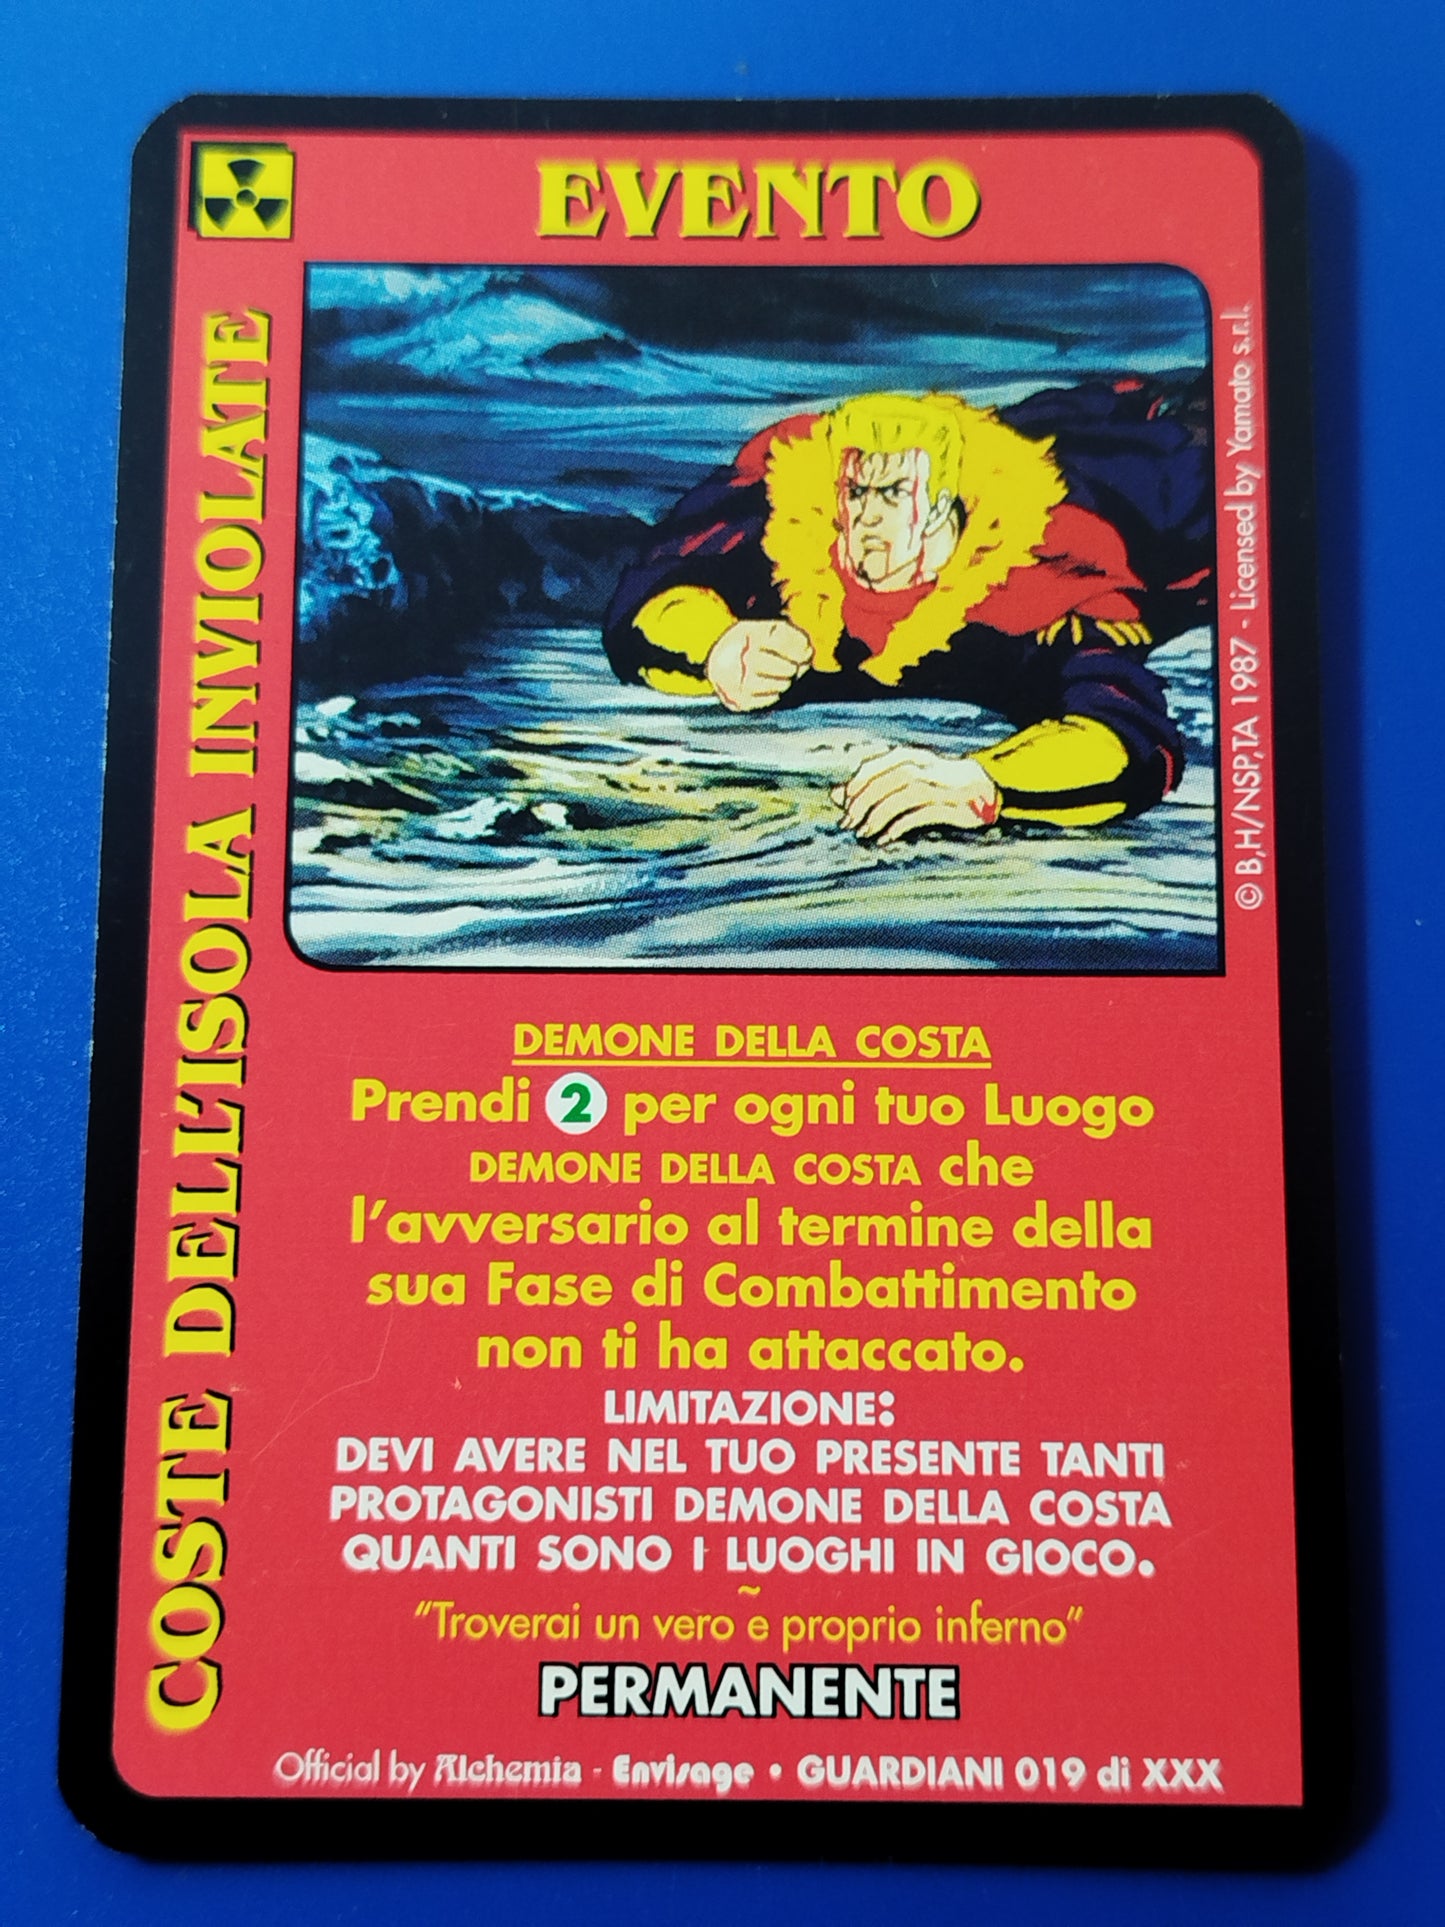 EVENTO
COSTE DELL'ISOLA INVIOLATE
© B,H/NSP,TA 1987 - Licensed by Yamato s.r.l.
DEMONE DELLA COSTA
Prendi 2 per ogni tuo Luogo
DEMONE DELLA COSTA che
l'avversario al termine della
sua Fase di Combattimento
non ti ha attaccato.
LIMITAZIONE:
DEVI AVERE NEL TUO PRESENTE TANTI
PROTAGONISTI DEMONE DELLA COSTA
QUANTI SONO I LUOGHI IN GIOCO.
~
"Troverai un vero e proprio inferno"
PERMANENTE
Official by Alchemia - Envisage • GUARDIANI 019 di XXX